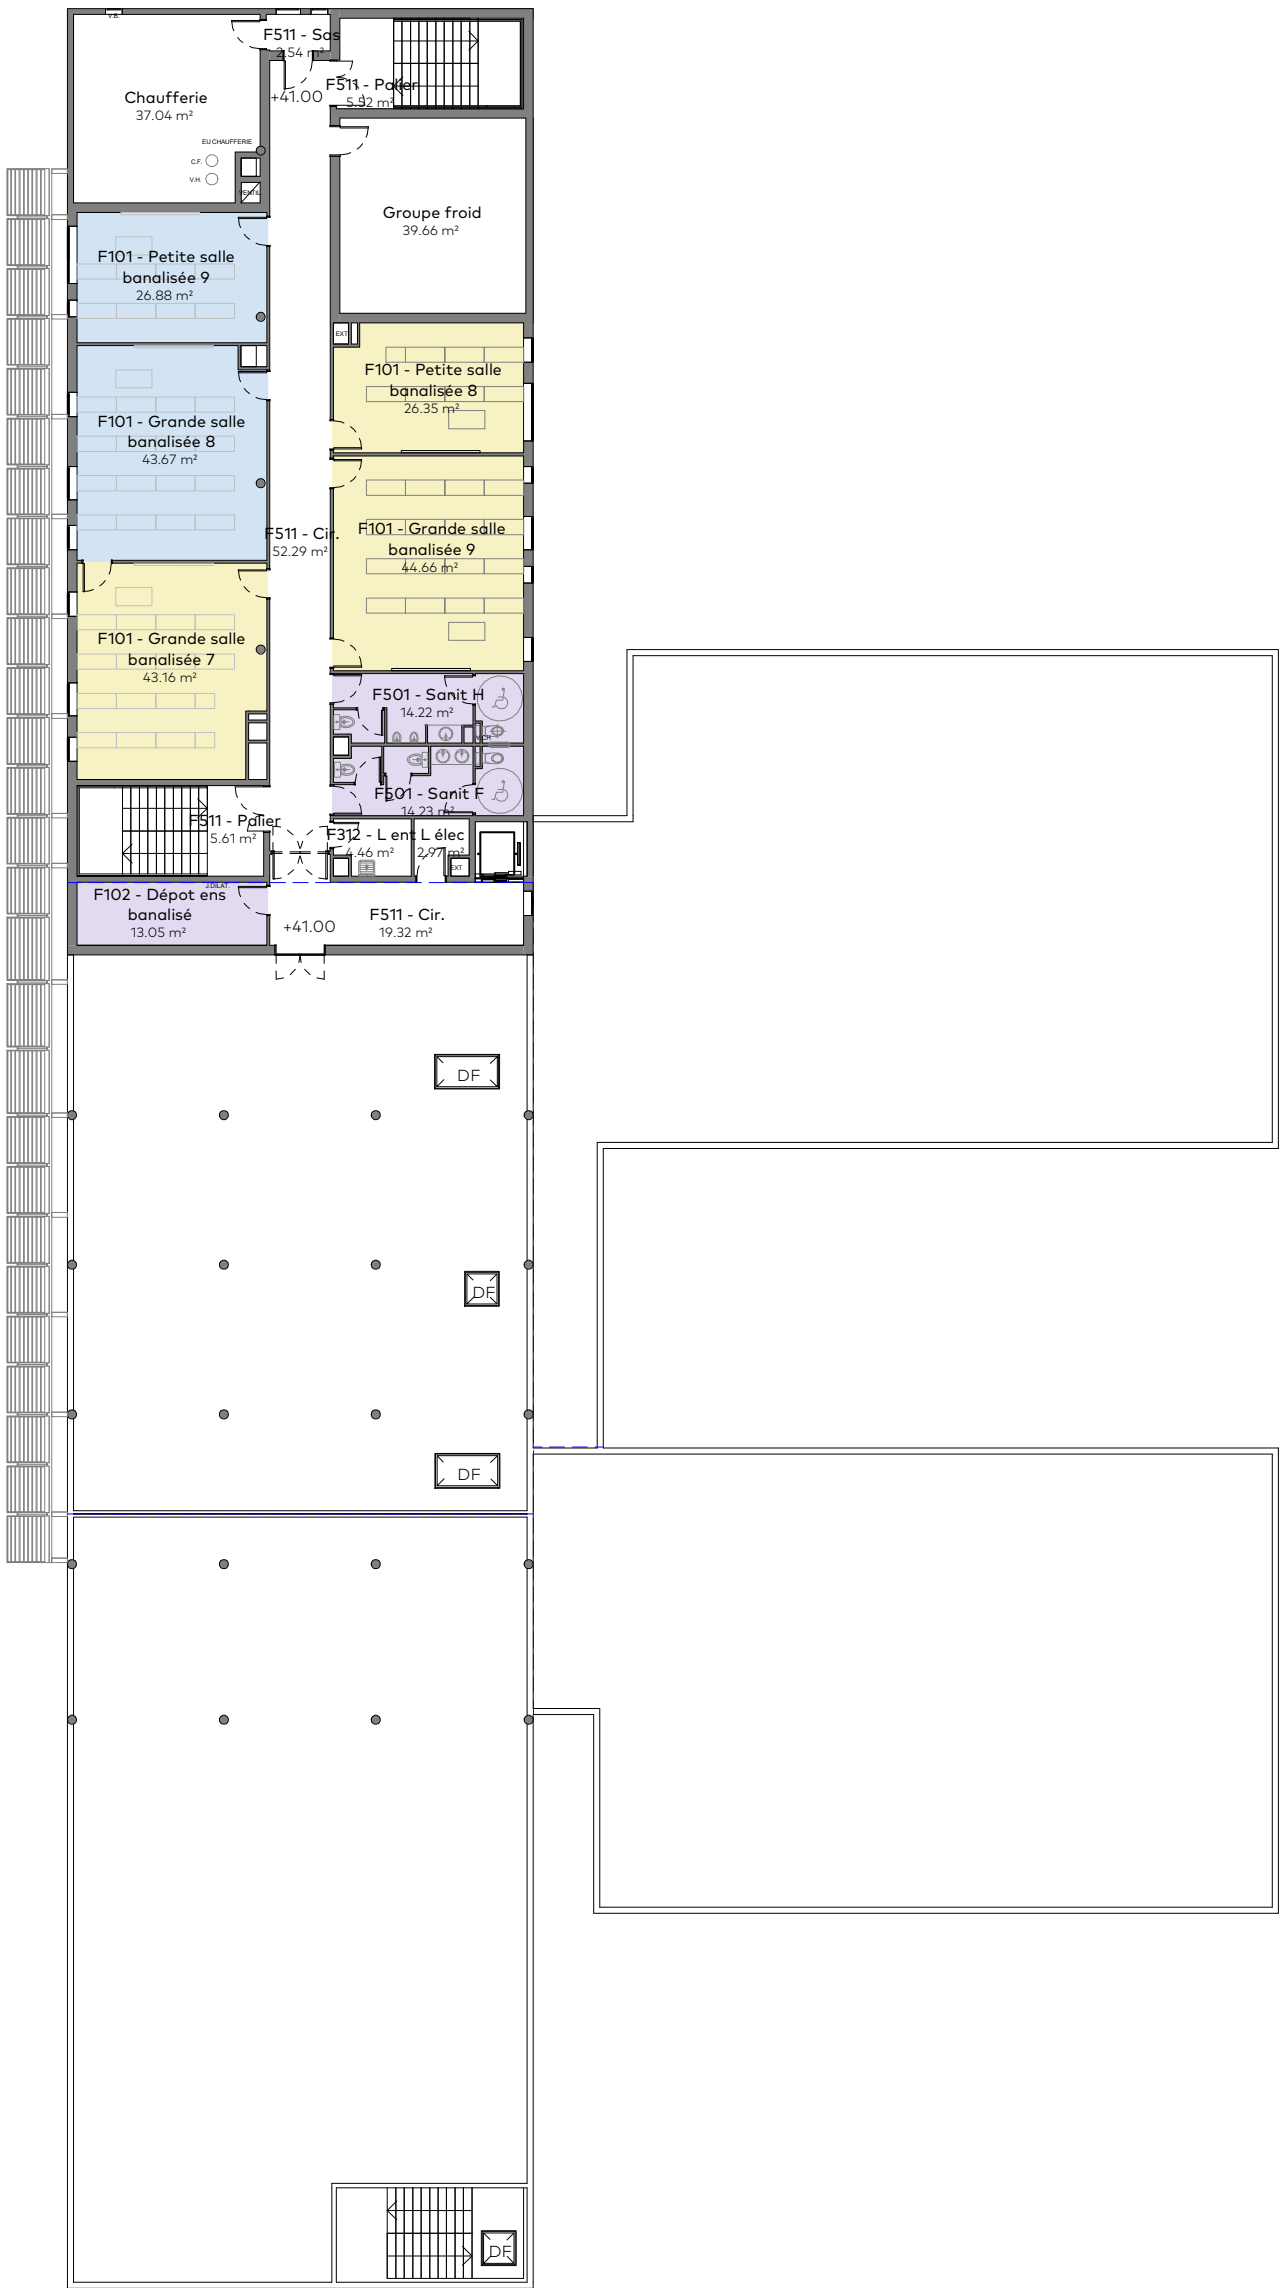 V.B.
F511 - Sas
2.54 m²
F511 - Palier
5.52 m²
+41.00
Chaufferie
37.04 m²
EU CHAUFFERIE
C.F.
V.H.
VENTIL
Groupe froid
39.66 m²
F101 - Petite salle
banalisée 9
26.88 m²
EXT
F101 - Petite salle
banalisée 8
26.35 m²
F101 - Grande salle
banalisée 8
43.67 m²
F511 - Cir.
52.29 m²
F101 - Grande salle
banalisée 9
44.66 m²
F101 - Grande salle
banalisée 7
43.16 m²
F501 - Sanit H
14.22 m²
F501 - Sanit F
14.23 m²
F511 - Palier
5.61 m²
F312 - L ent
4.46 m²
L élec
2.97 m²
EXT
J.DILAT.
F102 - Dépot ens
banalisé
13.05 m²
+41.00
F511 - Cir.
19.32 m²
DF
DF
DF
DF